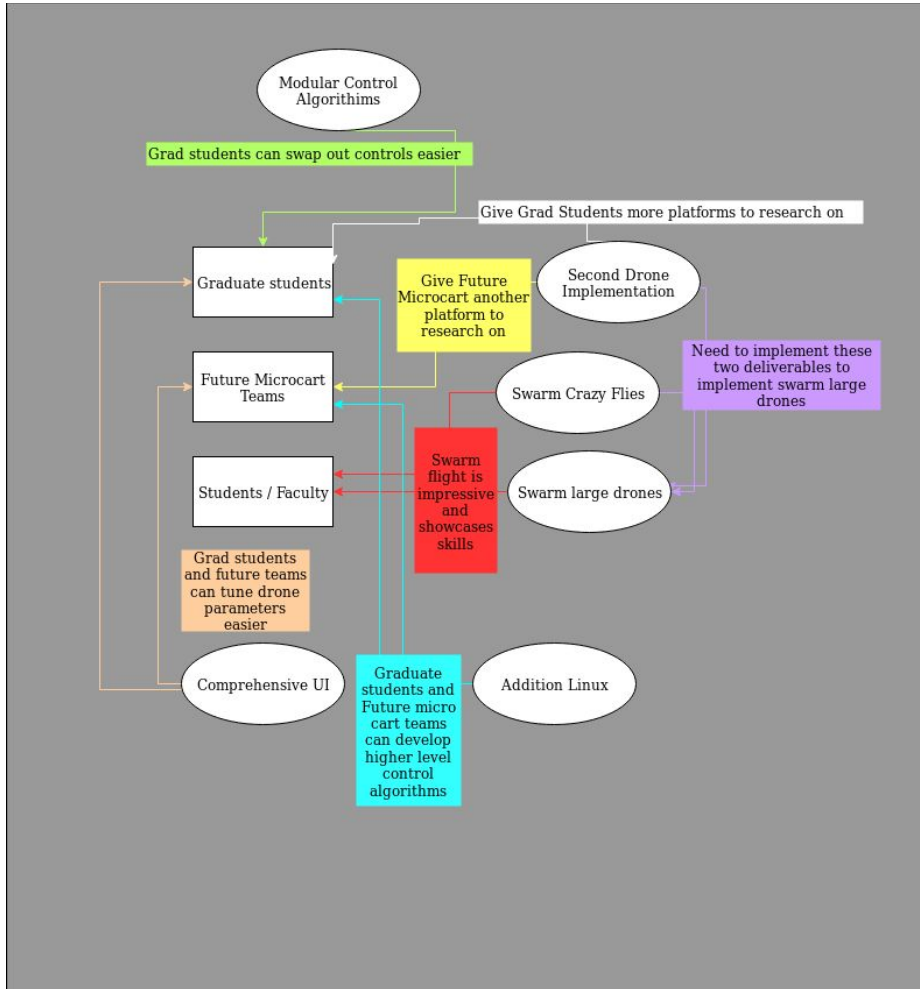 Modular Control
Algorithims
Grad students can swap out controls easier
Give Grad Students more platforms to research on
Graduate students
Give Future
Microcart another
platform to
research on
Second Drone
Implementation
Need to implement these
two deliverables to
implement swarm large
drones
Future Microcart
Teams
Swarm Crazy Flies
Students / Faculty
Swarm
flight is
impressive
and
showcases
skills
Swarm large drones
Grad students
and future teams
can tune drone
parameters
easier
Comprehensive UI
Graduate
students and
Future micro
cart teams
can develop
higher level
control
algorithms
Addition Linux